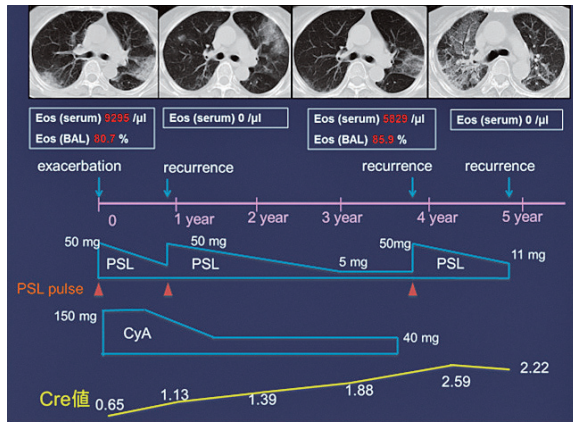 Eos (serum) 9295 /μl
Eos (BAL) 80.7 %
Eos (serum) 0 /μl
Eos (serum) 5829 /μl
Eos (BAL) 85.9 %
Eos (serum) 0 /μl
exacerbation
recurrence
recurrence
recurrence
0
1 year
2 year
3 year
4 year
5 year
50 mg
PSL
50 mg
PSL
5 mg
50mg
PSL
11 mg
PSL pulse
150 mg
CyA
40 mg
Cre値
0.65
1.13
1.39
1.88
2.59
2.22